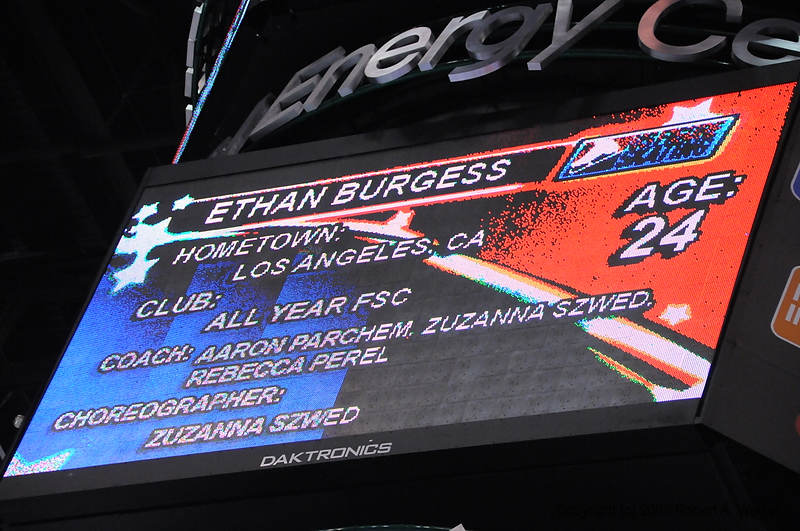 Energy Ce
ETHAN BURGESS
AGE:
24
HOMETOWN:
LOS ANGELES, CA
CLUB:
ALL YEAR FSC
COACH: AARON PARCHEM, ZUZANNA SZWED,
REBECCA PEREL
CHOREOGRAPHER:
ZUZANNA SZWED
DAKTRONICS